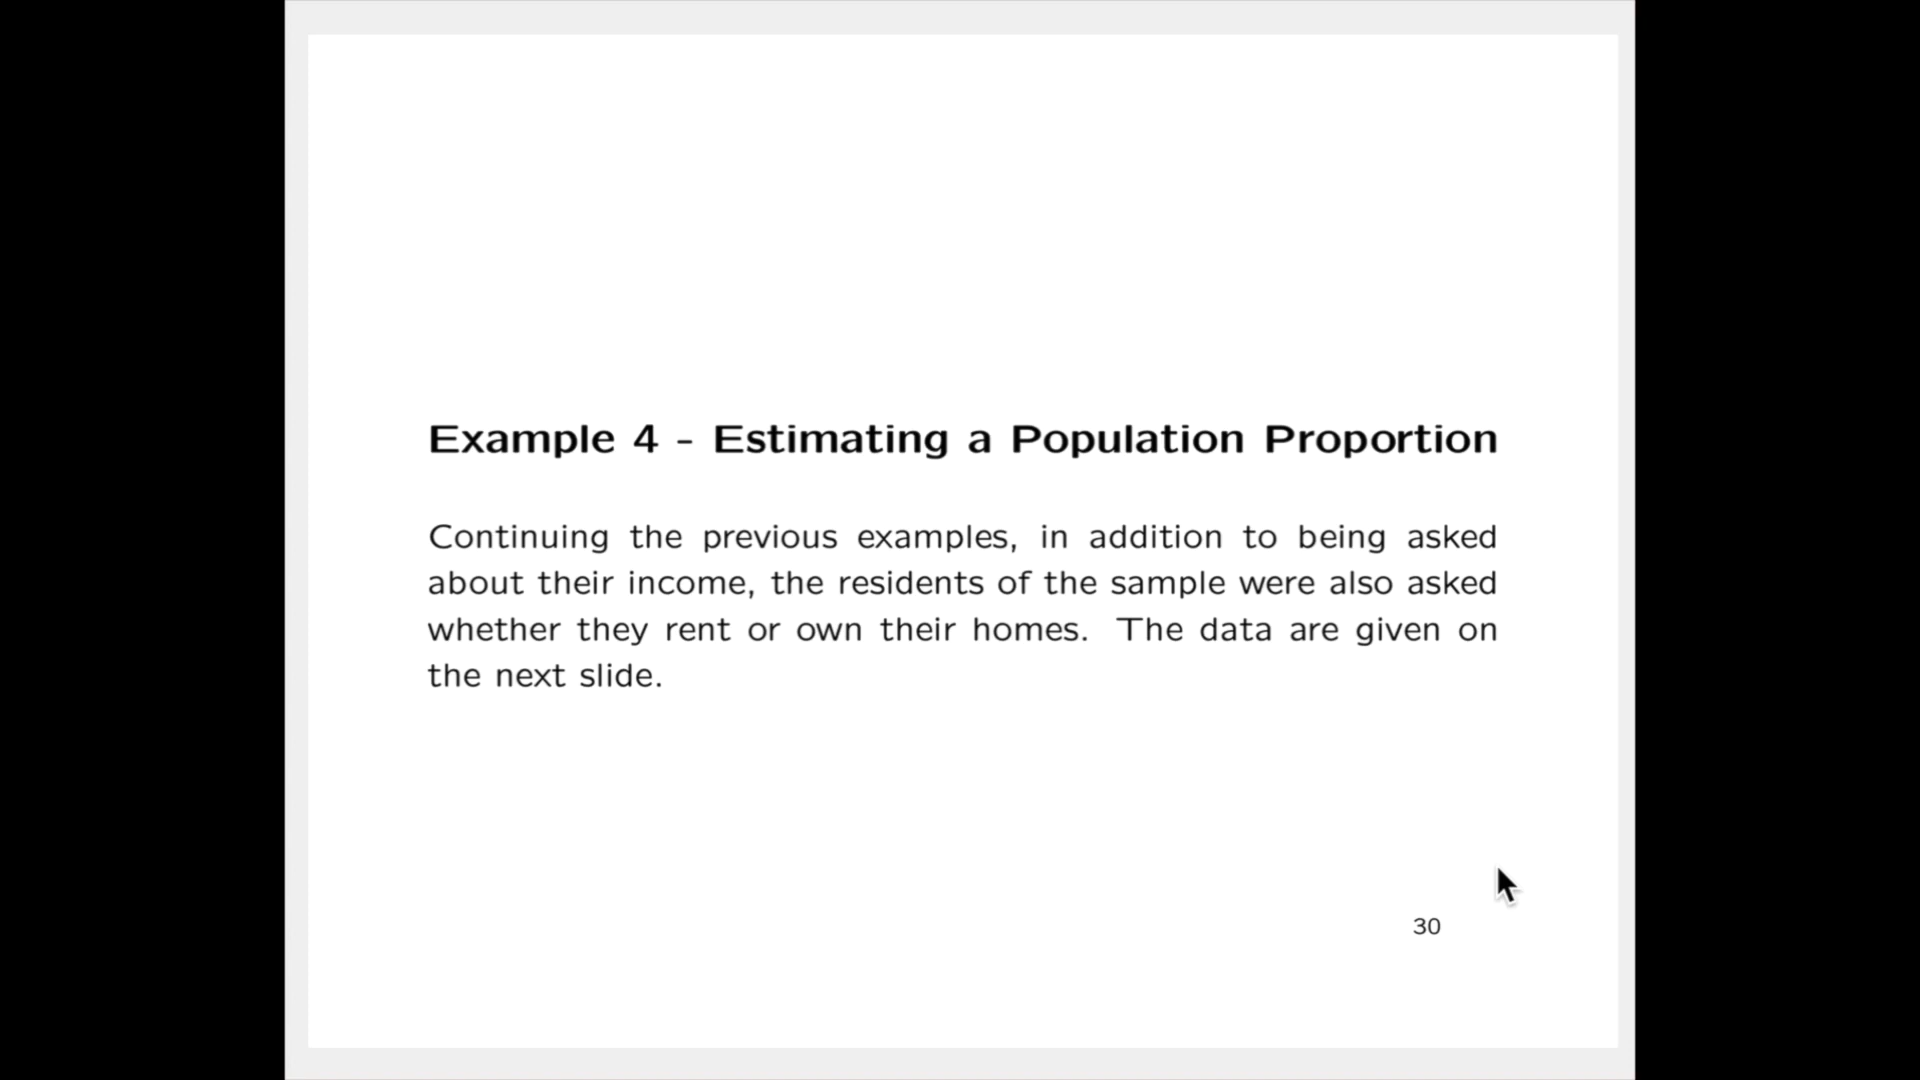 Example 4 - Estimating a Population Proportion
Continuing the previous examples, in addition to being asked
about their income, the residents of the sample were also asked
whether they rent or own their homes. The data are given on
the next slide.
30